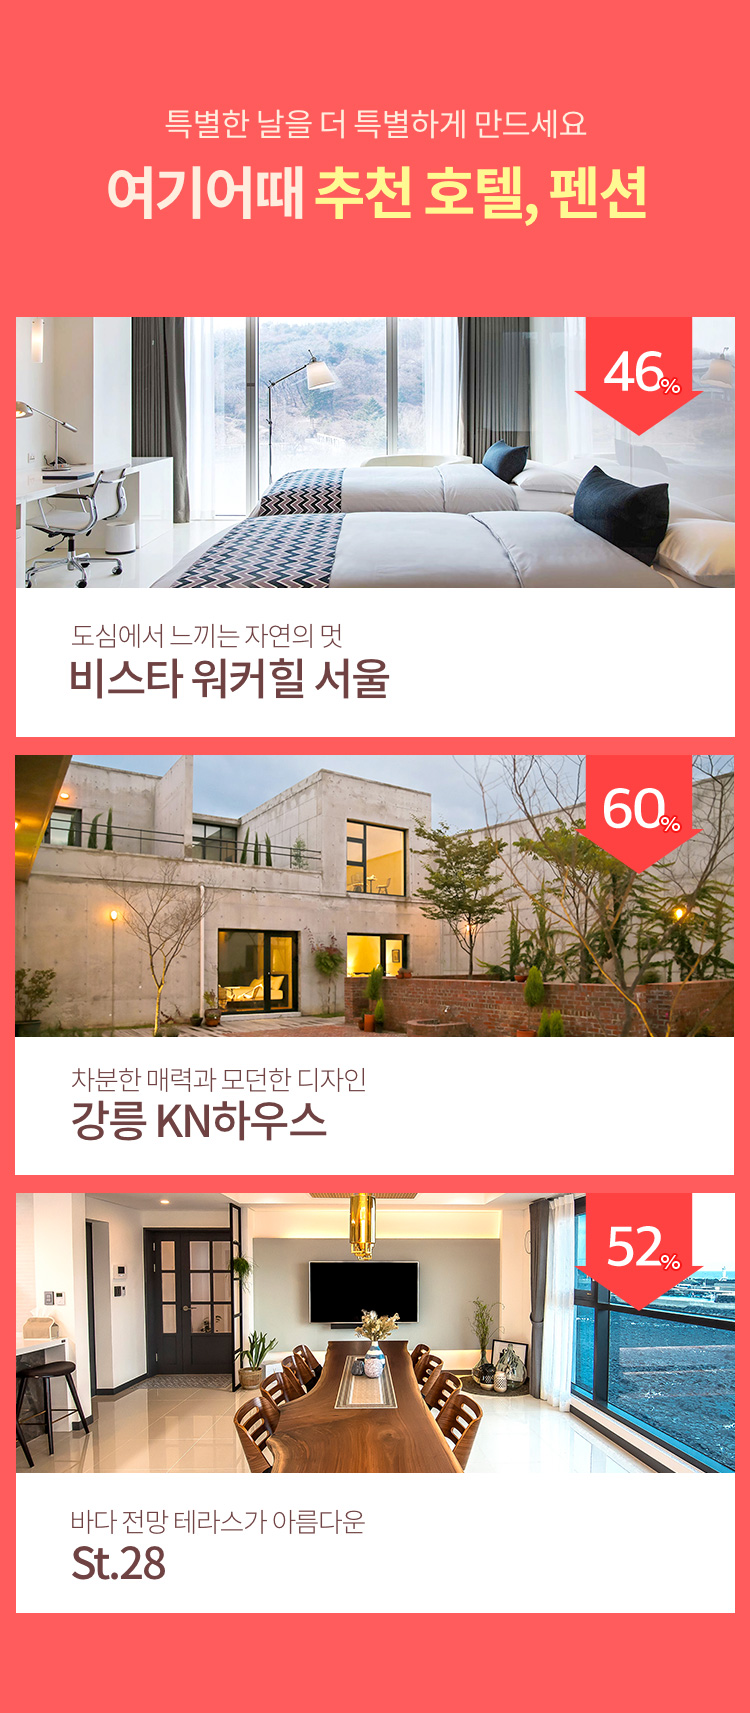 특별한 날을 더 특별하게 만드세요
여기어때 추천 호텔, 펜션
46%
도심에서 느끼는 자연의 멋
비스타 워커힐 서울
60%
차분한 매력과 모던한 디자인
강릉 KN하우스
52%
바다 전망 테라스가 아름다운
St.28